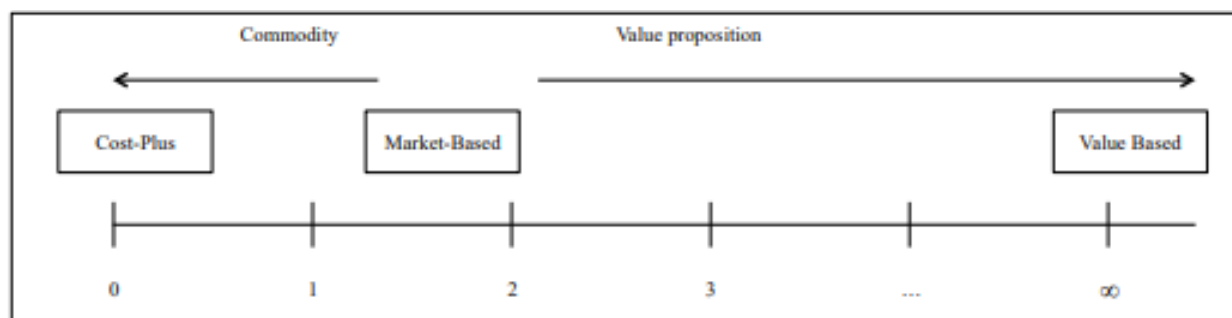 Commodity Value proposition
Cost-Plus Market-Based Value Based
0 1 2 3 ... ∞